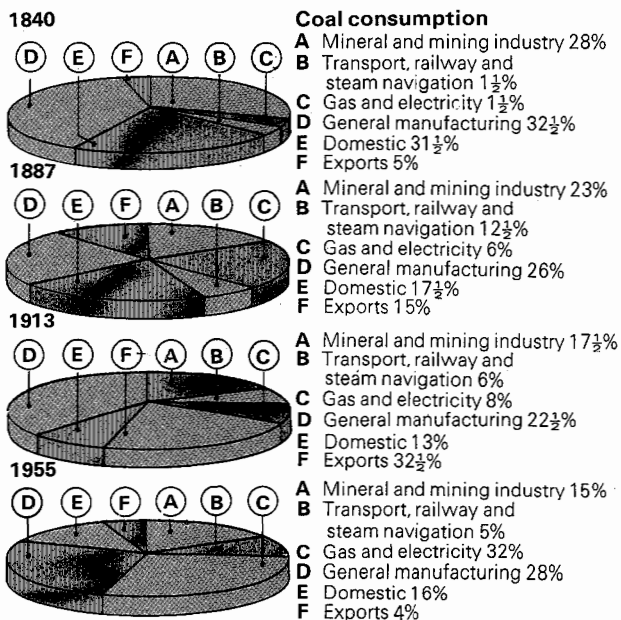 1840
D E F A B C
Coal consumption
A Mineral and mining industry 28%
B Transport, railway and
steam navigation 1½%
C Gas and electricity 1½%
D General manufacturing 32½%
E Domestic 31½%
F Exports 5%
1887
D E F A B C
A Mineral and mining industry 23%
B Transport, railway and
steam navigation 12½%
C Gas and electricity 6%
D General manufacturing 26%
E Domestic 17½%
F Exports 15%
1913
D E F A B C
A Mineral and mining industry 17½%
B Transport, railway and
steam navigation 6%
C Gas and electricity 8%
D General manufacturing 22½%
E Domestic 13%
F Exports 32½%
1955
D E F A B C
A Mineral and mining industry 15%
B Transport, railway and
steam navigation 5%
C Gas and electricity 32%
D General manufacturing 28%
E Domestic 16%
F Exports 4%